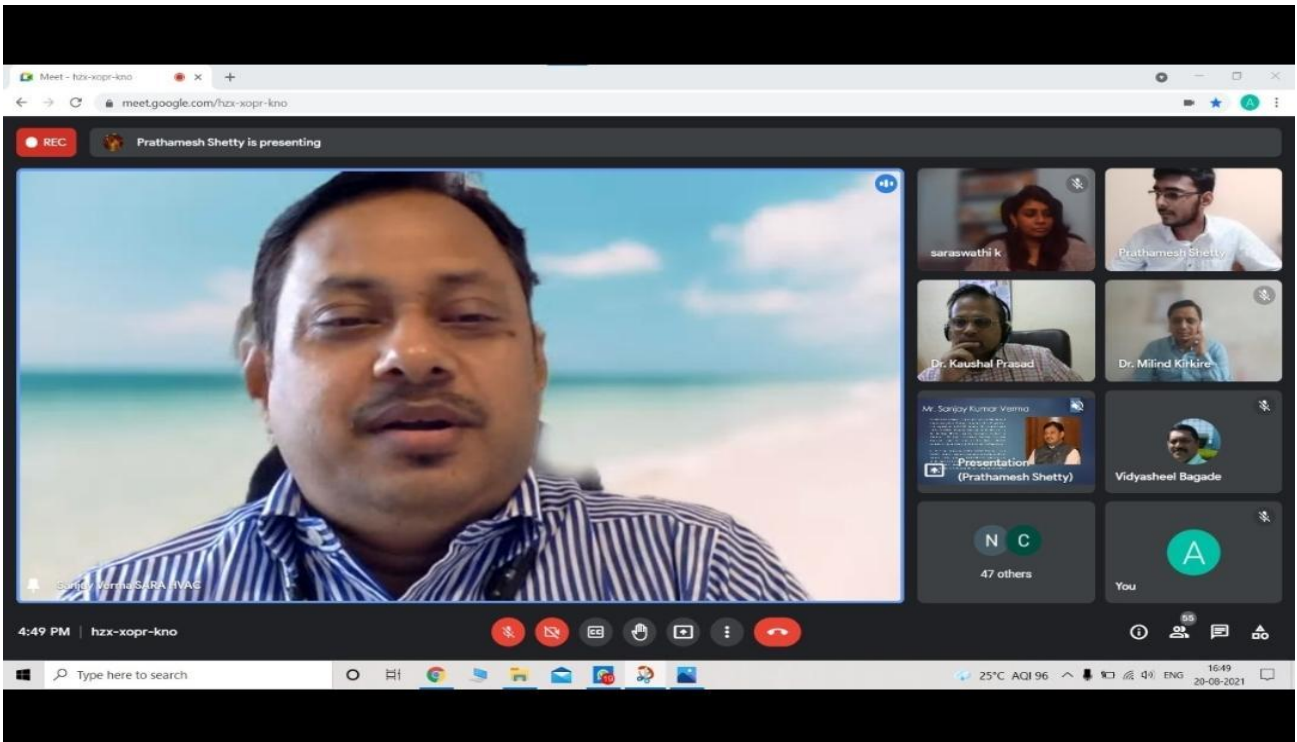 Meet - hzx-xopr-kno
meet.google.com/hzx-xopr-kno
A
REC
Prathamesh Shetty is presenting
saraswathi k
Prathamesh Shetty
Dr. Kaushal Prasad
Dr. Milind Kirkire
Mr. Sanjay Kumar Verma
Presentation
(Prathamesh Shetty)
Vidyasheel Bagade
N C
47 others
A
You
Sanjay Verma SARA HVAC
4:49 PM | hzx-xopr-kno
CC
55
Type here to search
19
25°C AQI 96
ENG
16:49
20-08-2021